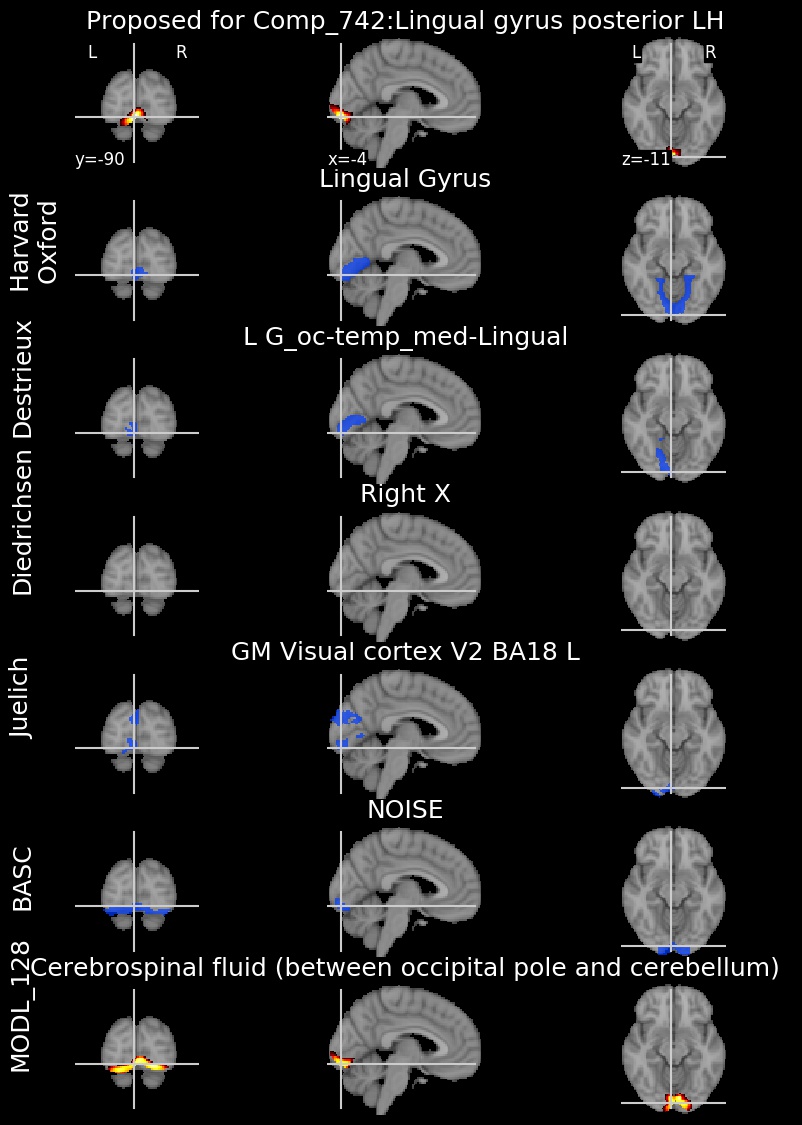 Proposed for Comp_742:Lingual gyrus posterior LH
L R L R
y=-90 x=-4 z=-11
Lingual Gyrus
Harvard
Oxford
L G_oc-temp_med-Lingual
Destrieux
Right X
Diedrichsen
GM Visual cortex V2 BA18 L
Juelich
NOISE
BASC
Cerebrospinal fluid (between occipital pole and cerebellum)
MODL_128